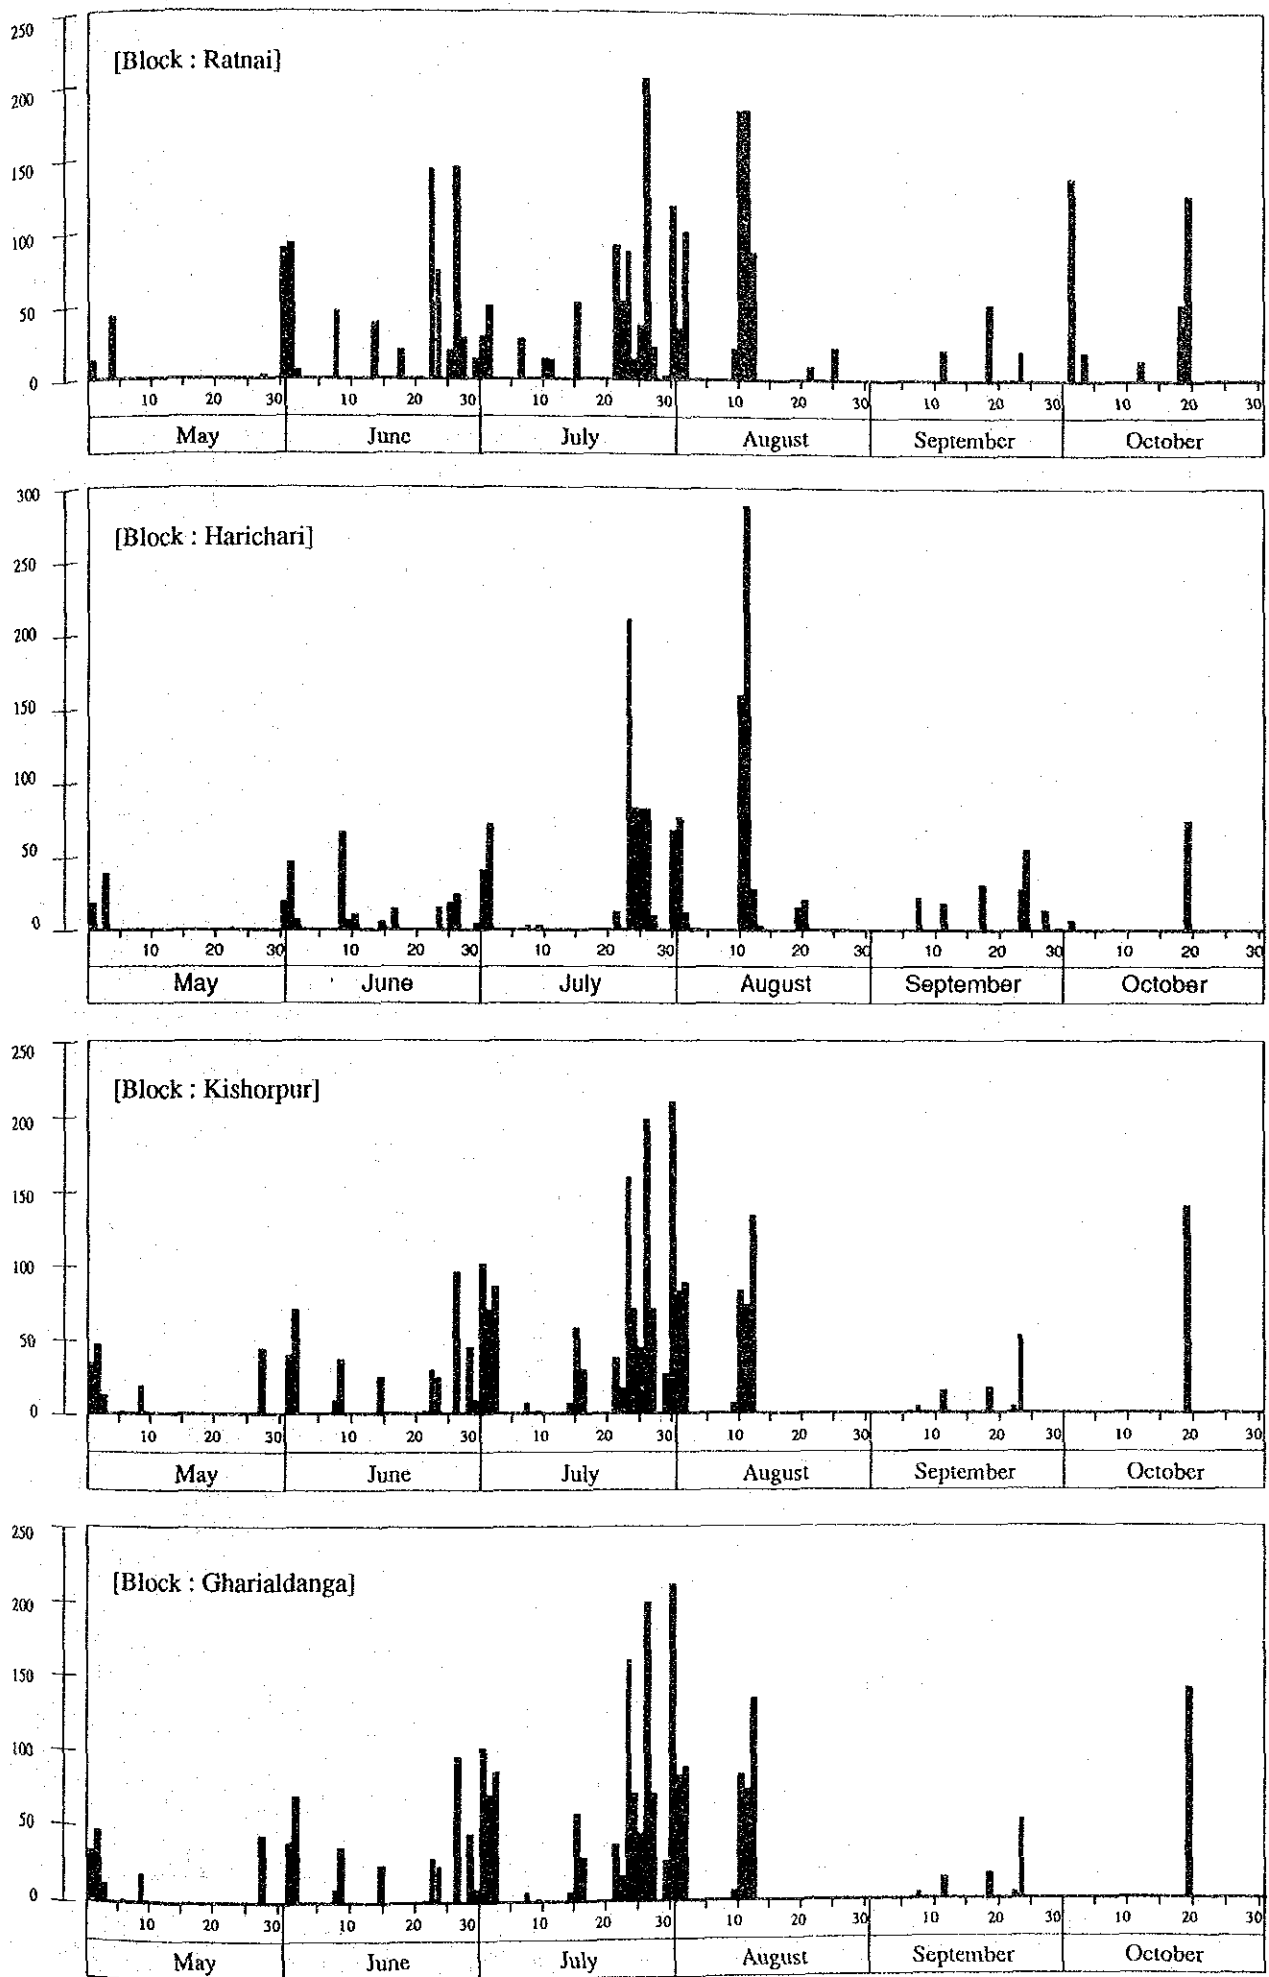 250
[Block : Ratnai]
200
150
100
50
0
10 20 30 10 20 30 10 20 30 10 20 30 10 20 30 10 20 30
May June July August September October
300
[Block : Harichari]
250
200
150
100
50
0
10 20 30 10 20 30 10 20 30 10 20 30 10 20 30 10 20 30
May June July August September October
250
[Block : Kishorpur]
200
150
100
50
0
10 20 30 10 20 30 10 20 30 10 20 30 10 20 30 10 20 30
May June July August September October
250
[Block : Gharialdanga]
200
150
100
50
0
10 20 30 10 20 30 10 20 30 10 20 30 10 20 30 10 20 30
May June July August September October